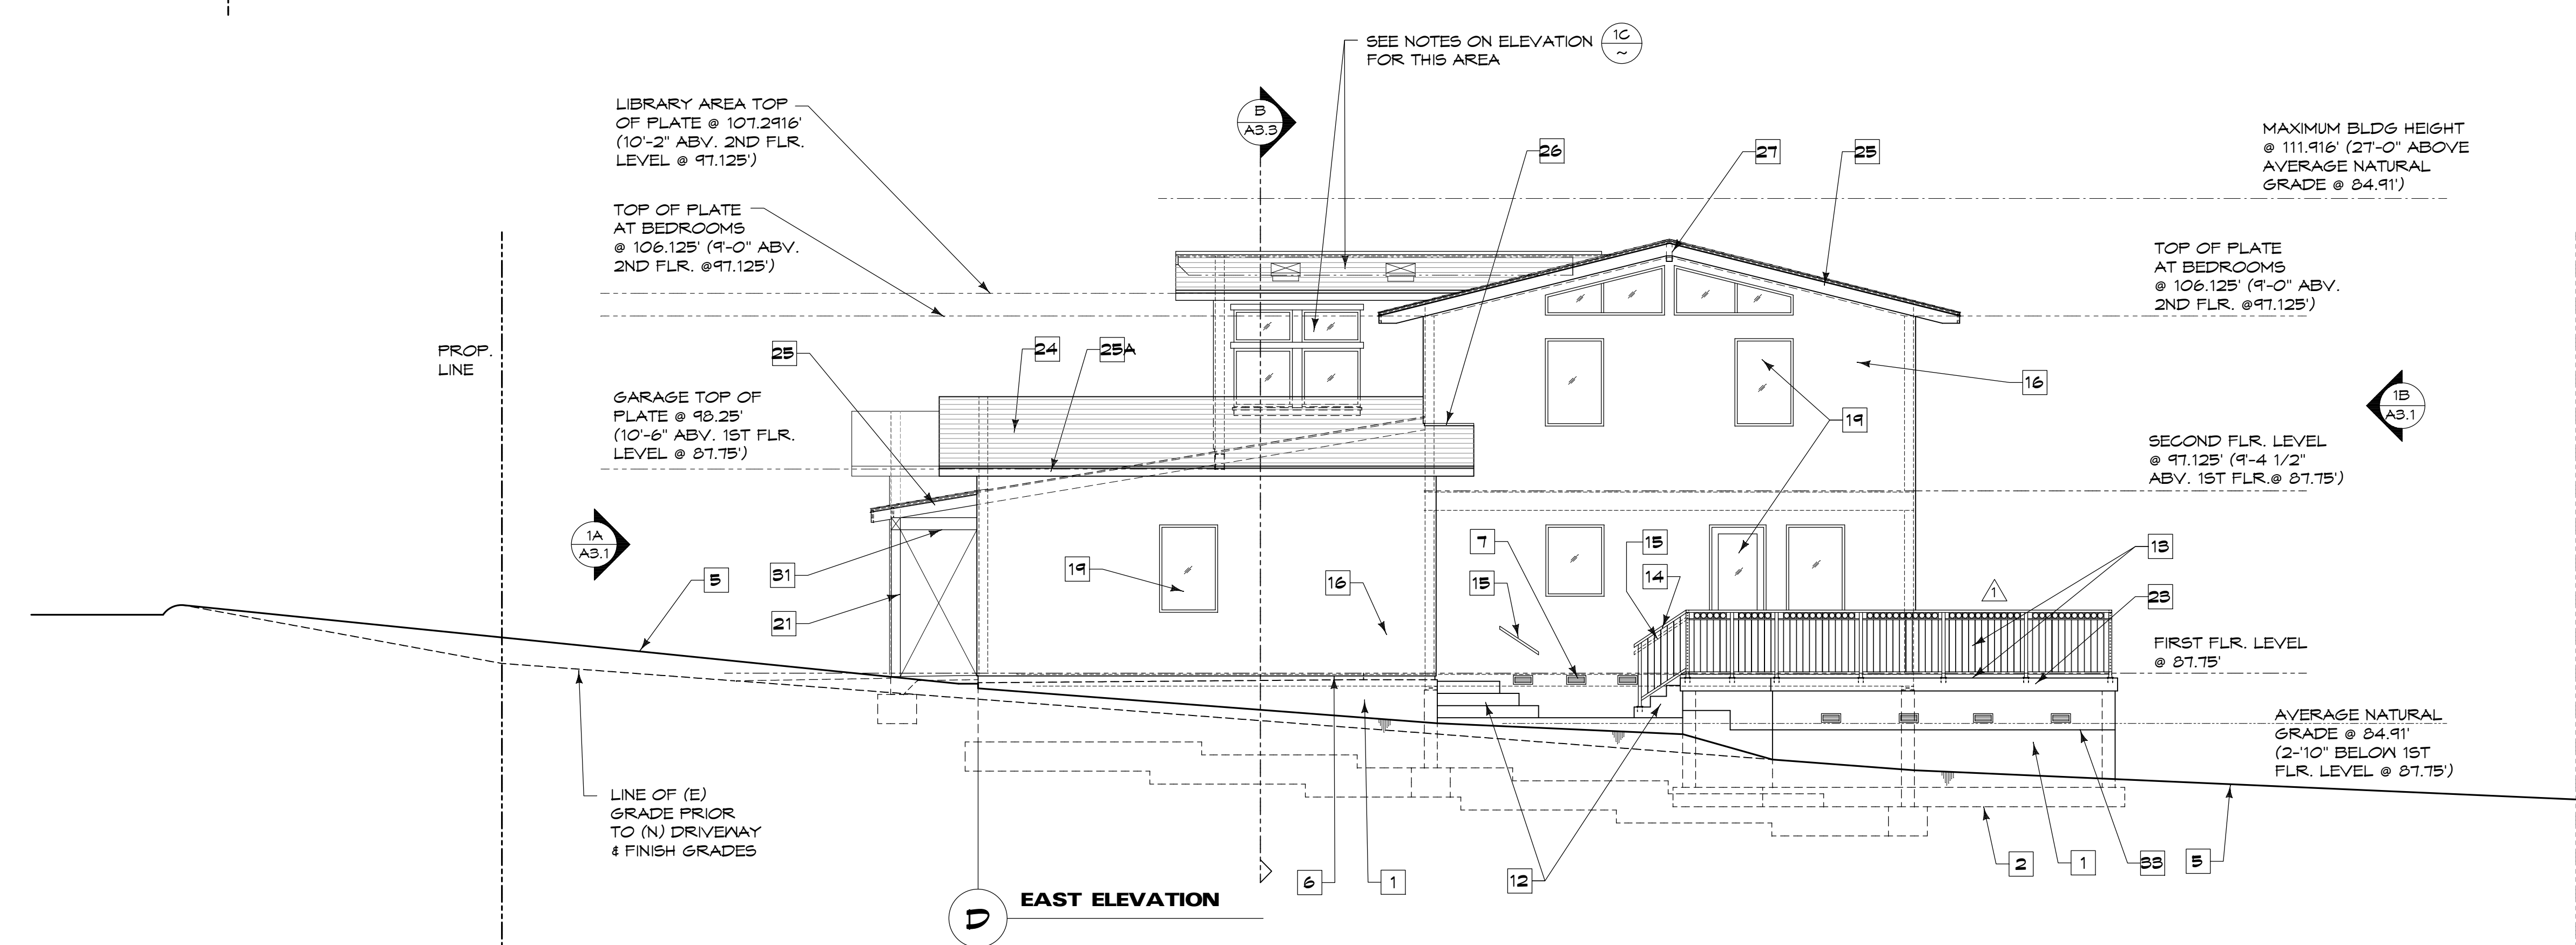 SEE NOTES ON ELEVATION
FOR THIS AREA
1C
~
LIBRARY AREA TOP
OF PLATE @ 107.2916'
(10'-2" ABV. 2ND FLR.
LEVEL @ 97.125')
B
A3.3
26
27
25
MAXIMUM BLDG HEIGHT
@ 111.916' (27'-0" ABOVE
AVERAGE NATURAL
GRADE @ 84.91')
TOP OF PLATE
AT BEDROOMS
@ 106.125' (9'-0" ABV.
2ND FLR. @97.125')
TOP OF PLATE
AT BEDROOMS
@ 106.125' (9'-0" ABV.
2ND FLR. @97.125')
PROP.
LINE
25
24
25A
16
19
1B
A3.1
GARAGE TOP OF
PLATE @ 98.25'
(10'-6" ABV. 1ST FLR.
LEVEL @ 87.75')
SECOND FLR. LEVEL
@ 97.125' (9'-4 1/2"
ABV. 1ST FLR.@ 87.75')
1A
A3.1
5
31
21
19
16
7
15
15
14
13
23
1
FIRST FLR. LEVEL
@ 87.75'
AVERAGE NATURAL
GRADE @ 84.91'
(2-'10" BELOW 1ST
FLR. LEVEL @ 87.75')
LINE OF (E)
GRADE PRIOR
TO (N) DRIVEWAY
& FINISH GRADES
6
1
12
2
1
33
5
D
EAST ELEVATION